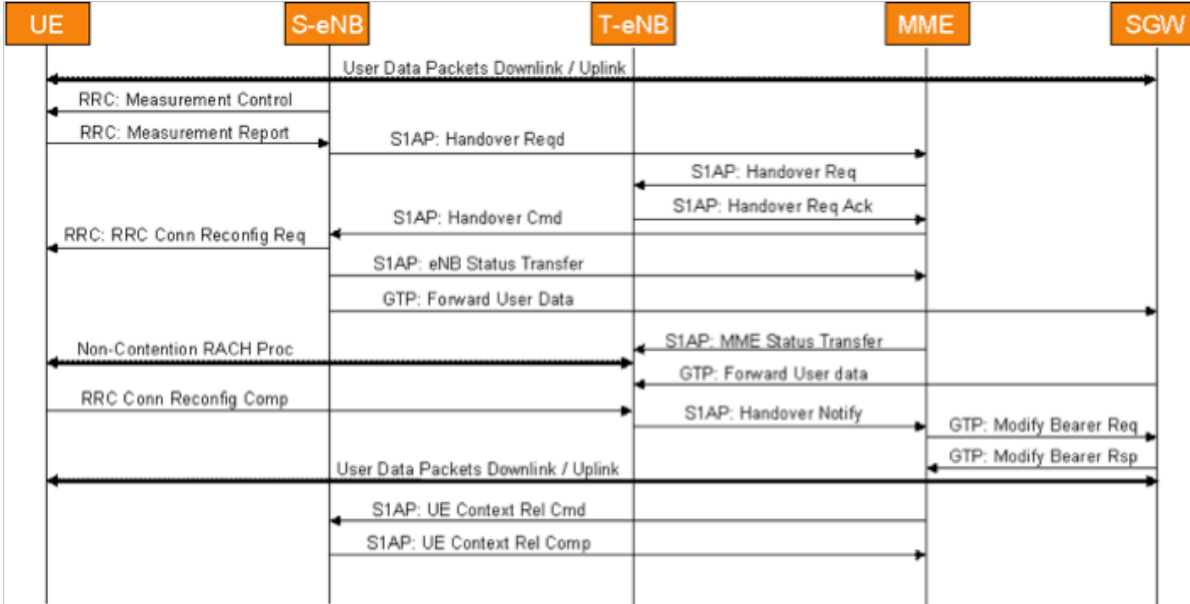 UE
S-eNB
T-eNB
MME
SGW
User Data Packets Downlink / Uplink
RRC: Measurement Control
RRC: Measurement Report
S1AP: Handover Reqd
S1AP: Handover Req
S1AP: Handover Req Ack
S1AP: Handover Cmd
RRC: RRC Conn Reconfig Req
S1AP: eNB Status Transfer
GTP: Forward User Data
S1AP: MME Status Transfer
Non-Contention RACH Proc
GTP: Forward User data
RRC Conn Reconfig Comp
S1AP: Handover Notify
GTP: Modify Bearer Req
GTP: Modify Bearer Rsp
User Data Packets Downlink / Uplink
S1AP: UE Context Rel Cmd
S1AP: UE Context Rel Comp